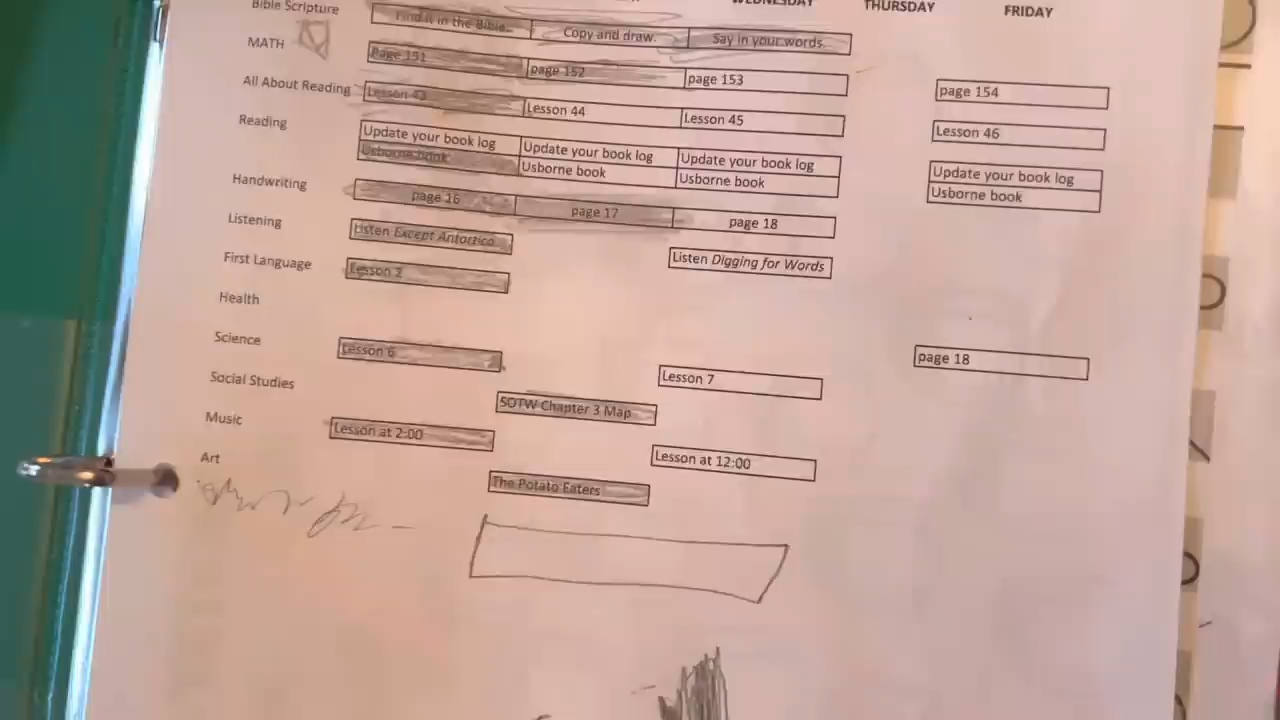 WEDNESDAY THURSDAY FRIDAY
Bible Scripture Find it in the Bible. Copy and draw. Say in your words.
MATH Page 151 page 152 page 153 page 154
All About Reading Lesson 43 Lesson 44 Lesson 45 Lesson 46
Reading Update your book log Update your book log Update your book log Update your book log
Usborne book Usborne book Usborne book Usborne book
Handwriting page 16 page 17 page 18
Listening Listen Except Antarctica Listen Digging for Words
First Language Lesson 2
Health
Science Lesson 6 Lesson 7 page 18
Social Studies SOTW Chapter 3 Map
Music Lesson at 2:00 Lesson at 12:00
Art The Potato Eaters